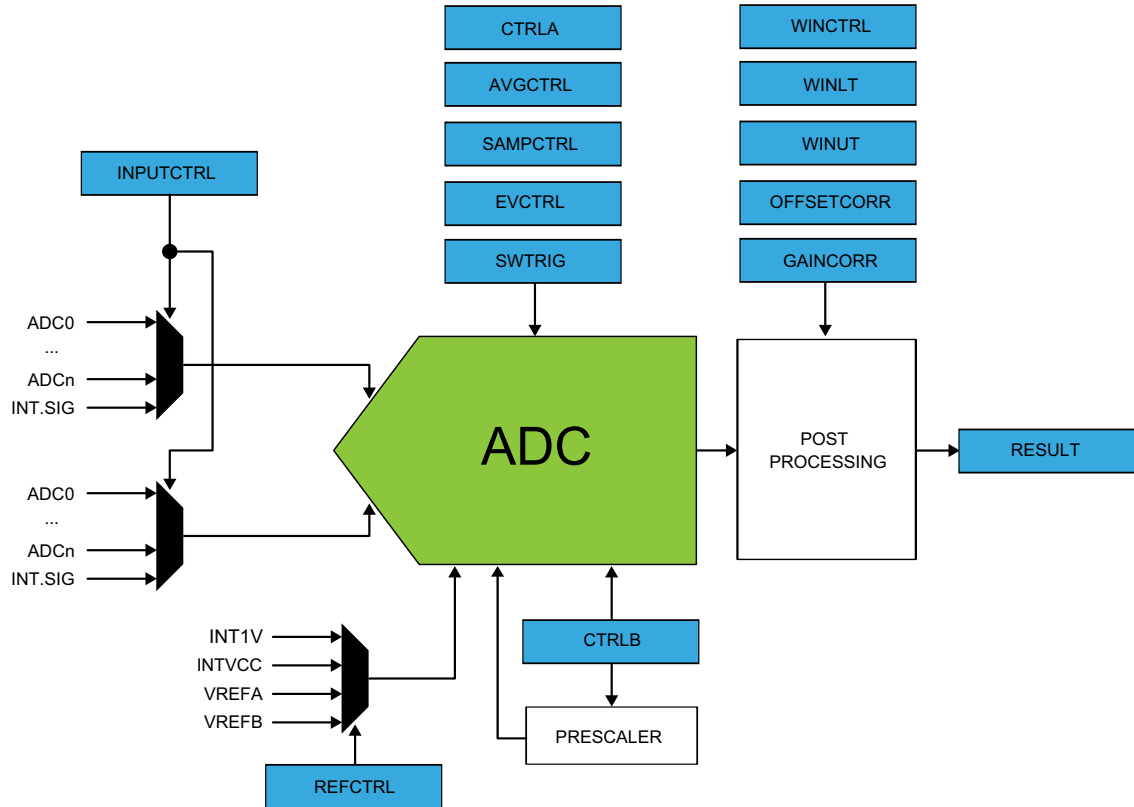 CTRLA
WINCTRL
AVGCTRL
WINLT
SAMPCTRL
WINUT
INPUTCTRL
EVCTRL
OFFSETCORR
SWTRIG
GAINCORR
ADC0
...
ADCn
INT.SIG
ADC
POST
PROCESSING
RESULT
ADC0
...
ADCn
INT.SIG
INT1V
INTVCC
VREFA
VREFB
CTRLB
PRESCALER
REFCTRL